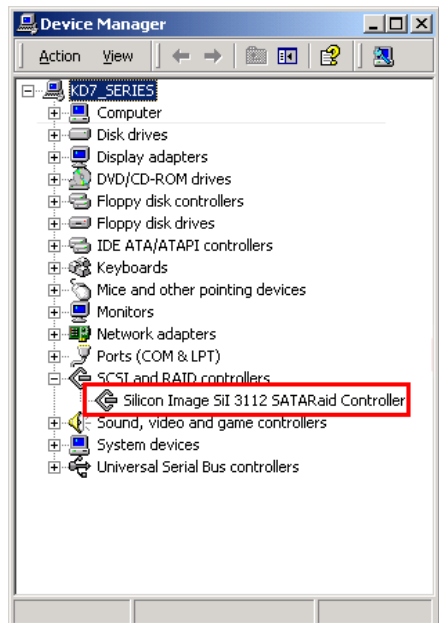 Device Manager
Action View
KD7_SERIES
Computer
Disk drives
Display adapters
DVD/CD-ROM drives
Floppy disk controllers
Floppy disk drives
IDE ATA/ATAPI controllers
Keyboards
Mice and other pointing devices
Monitors
Network adapters
Ports (COM & LPT)
SCSI and RAID controllers
Silicon Image SiI 3112 SATARaid Controller
Sound, video and game controllers
System devices
Universal Serial Bus controllers